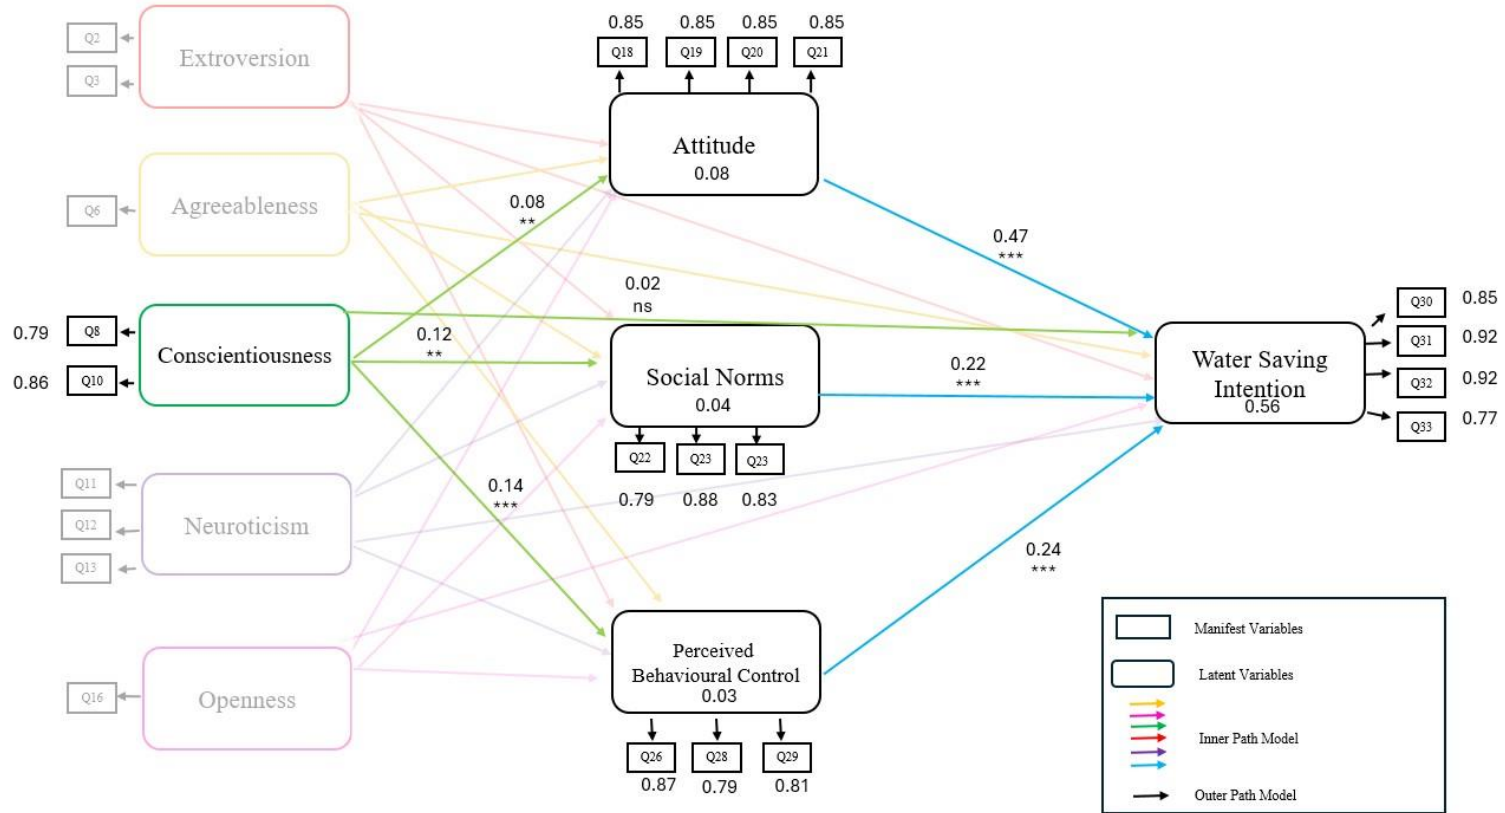 Q2
Q3
Extroversion
0.85
0.85
0.85
0.85
Q18
Q19
Q20
Q21
Attitude
0.08
Q6
Agreeableness
0.08
**
0.47
***
0.02
ns
0.79
Q8
0.86
Q10
Conscientiousness
0.12
**
Social Norms
0.04
0.22
***
Water Saving
Intention
0.56
Q30
0.85
Q31
0.92
Q32
0.92
Q33
0.77
Q22
Q23
Q23
0.79
0.88
0.83
Q11
Q12
Q13
Neuroticism
0.14
***
0.24
***
Q16
Openness
Perceived
Behavioural Control
0.03
Q26
Q28
Q29
0.87
0.79
0.81
Manifest Variables
Latent Variables
Inner Path Model
Outer Path Model